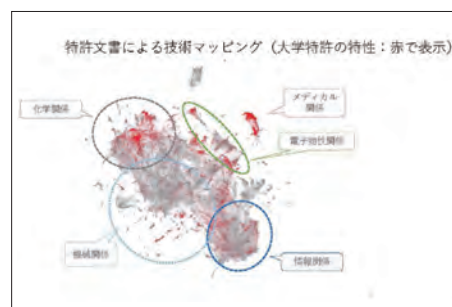 特許文書による技術マッピング（大学特許の特性：赤で表示）
化学関係
メディカル
関係
電子物性関係
機械関係
情報関係